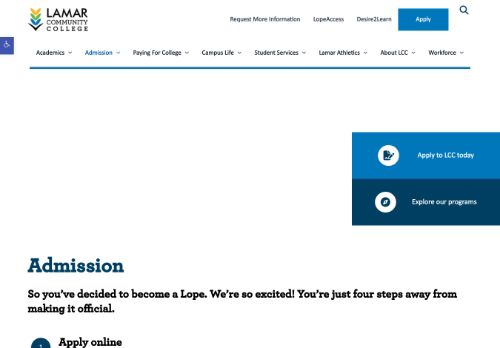 LAMAR
COMMUNITY
COLLEGE
Request More Information LopeAccess Desire2Learn Apply
Academics Admission Paying For College Campus Life Student Services Lamar Athletics About LCC Workforce
Apply to LCC today
Explore our programs
Admission
So you've decided to become a Lope. We're so excited! You're just four steps away from
making it official.
1 Apply online